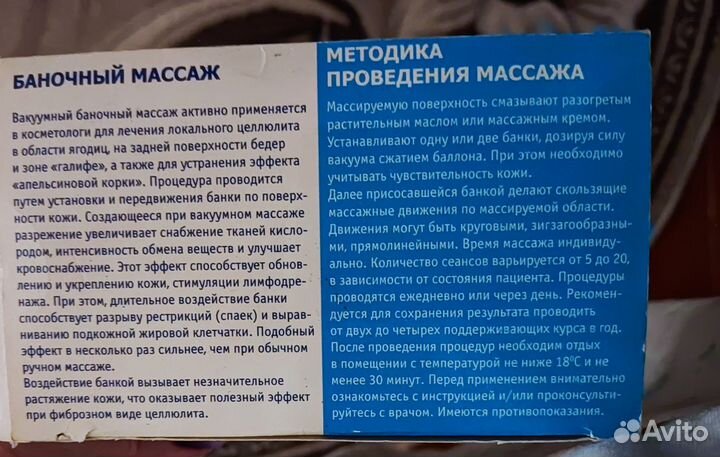 БАНОЧНЫЙ МАССАЖ
Вакуумный баночный массаж активно применяется
в косметологи для лечения локального целлюлита
в области ягодиц, на задней поверхности бедер
и зоне «галифе», а также для устранения эффекта
«апельсиновой корки». Процедура проводится
путем установки и передвижения банки по поверх-
ности кожи. Создающееся при вакуумном массаже
разрежение увеличивает снабжение тканей кисло-
родом, интенсивность обмена веществ и улучшает
кровоснабжение. Этот эффект способствует обнов-
лению и укреплению кожи, стимуляции лимфодре-
нажа. При этом, длительное воздействие банки
способствует разрыву рестрикций (спаек) и вырав-
ниванию подкожной жировой клетчатки. Подобный
эффект в несколько раз сильнее, чем при обычном
ручном массаже.
Воздействие банкой вызывает незначительное
растяжение кожи, что оказывает полезный эффект
при фиброзном виде целлюлита.
МЕТОДИКА
ПРОВЕДЕНИЯ МАССАЖА
Массируемую поверхность смазывают разогретым
растительным маслом или массажным кремом.
Устанавливают одну или две банки, дозируя силу
вакуума сжатием баллона. При этом необходимо
учитывать чувствительность кожи.
Далее присосавшейся банкой делают скользящие
массажные движения по массируемой области.
Движения могут быть круговыми, зигзагообразны-
ми, прямолинейными. Время массажа индивиду-
ально. Количество сеансов варьируется от 5 до 20,
в зависимости от состояния пациента. Процедуры
проводятся ежедневно или через день. Рекомен-
дуется для сохранения результата проводить
от двух до четырех поддерживающих курса в год.
После проведения процедур необходим отдых
в помещении с температурой не ниже 18°C и не
менее 30 минут. Перед применением внимательно
ознакомьтесь с инструкцией и/или проконсульти-
руйтесь с врачом. Имеются противопоказания.
Avito